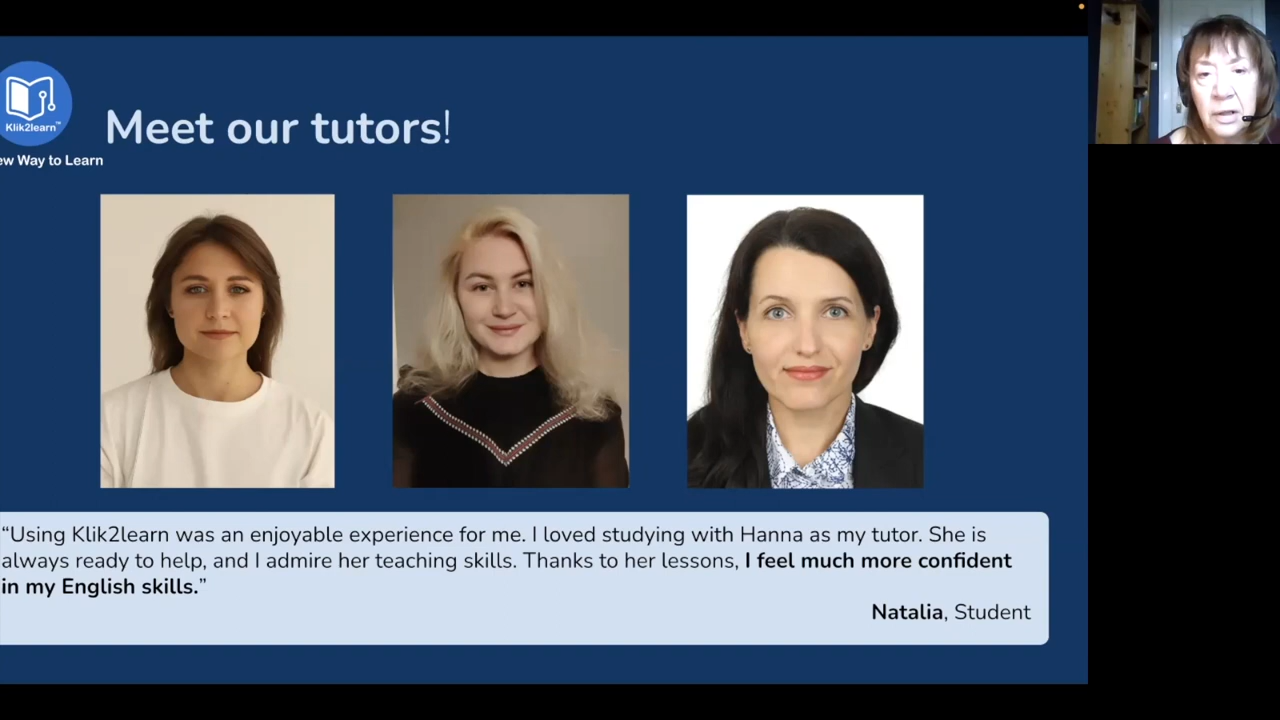 Klik2learn™
ew Way to Learn
Meet our tutors!
“Using Klik2learn was an enjoyable experience for me. I loved studying with Hanna as my tutor. She is
always ready to help, and I admire her teaching skills. Thanks to her lessons, I feel much more confident
in my English skills.”
Natalia, Student